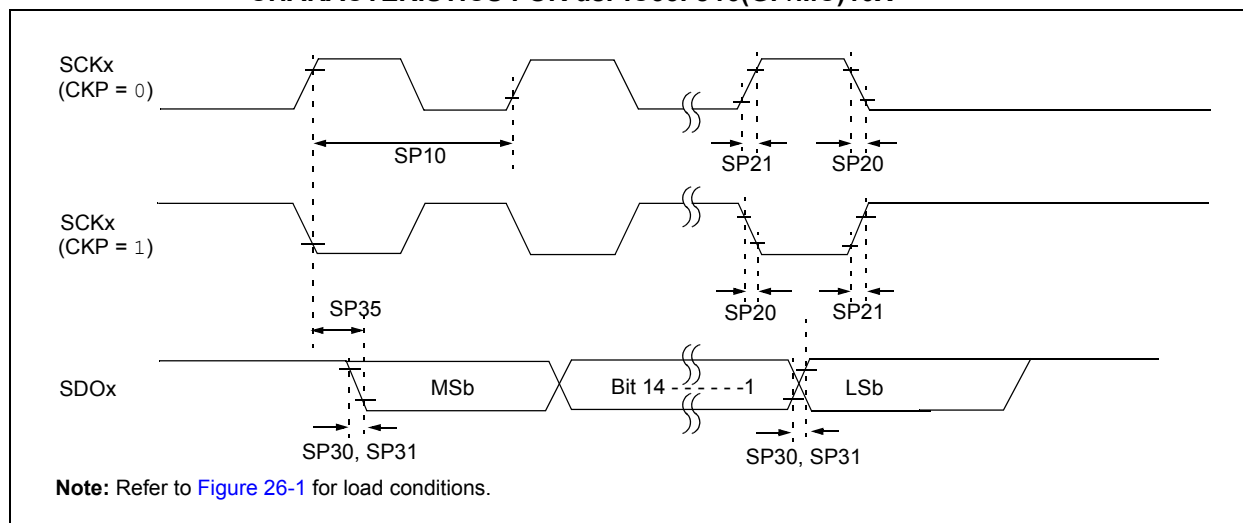 SCKx
(CKP = 0)
SP10
SP21
SP20
SCKx
(CKP = 1)
SP35
SP20
SP21
SDOx
MSb
Bit 14 - - - - - -1
LSb
SP30, SP31
SP30, SP31
Note: Refer to Figure 26-1 for load conditions.